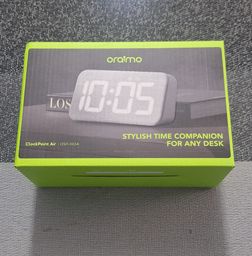 oraimo
LOS
10:05
STYLISH TIME COMPANION
FOR ANY DESK
ClockPoint Air